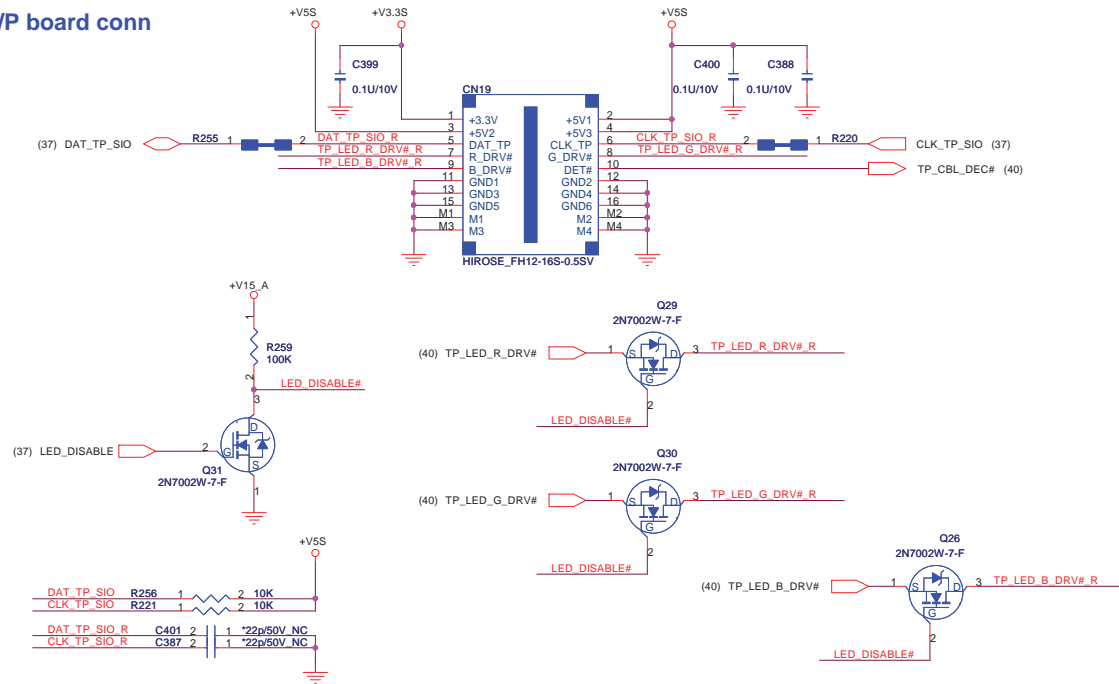 /P board conn
+V5S
+V3.3S
+V5S
C399
0.1U/10V
C400
0.1U/10V
C388
0.1U/10V
CN19
1 +3.3V +5V1 2
3 +5V2 +5V3 4
5 DAT_TP CLK_TP 6
7 R_DRV# G_DRV# 8
9 B_DRV# DET# 10
11 GND1 GND2 12
13 GND3 GND4 14
15 GND5 GND6 16
M1 M1 M2 M2
M3 M3 M4 M4
HIROSE_FH12-16S-0.5SV
(37) DAT_TP_SIO
R255 1 2
DAT_TP_SIO_R
TP_LED_R_DRV#_R
TP_LED_B_DRV#_R
CLK_TP_SIO_R
TP_LED_G_DRV#_R
2 1 R220
CLK_TP_SIO (37)
TP_CBL_DEC# (40)
+V15_A
1
R259
100K
2
LED_DISABLE#
3
D
(37) LED_DISABLE
2 G
S
Q31
2N7002W-7-F
1
Q29
2N7002W-7-F
(40) TP_LED_R_DRV#
1 S D 3
TP_LED_R_DRV#_R
G
2
LED_DISABLE#
Q30
2N7002W-7-F
(40) TP_LED_G_DRV#
1 S D 3
TP_LED_G_DRV#_R
G
2
LED_DISABLE#
Q26
2N7002W-7-F
(40) TP_LED_B_DRV#
1 S D 3
TP_LED_B_DRV#_R
G
2
LED_DISABLE#
+V5S
DAT_TP_SIO R256 1 2 10K
CLK_TP_SIO R221 1 2 10K
DAT_TP_SIO_R C401 2 1 *22p/50V_NC
CLK_TP_SIO_R C387 2 1 *22p/50V_NC